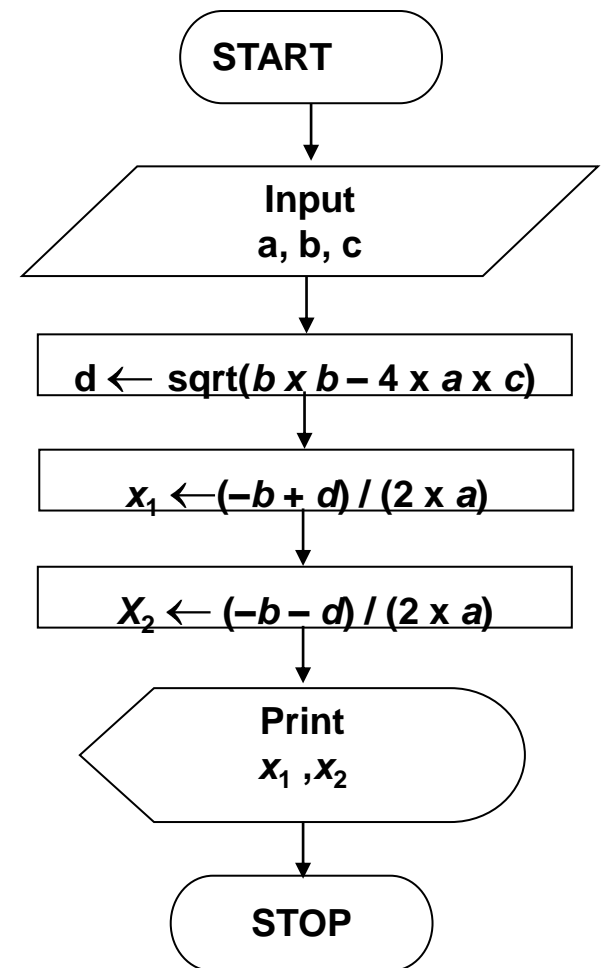 START
Input
a, b, c
d ← sqrt(b x b – 4 x a x c)
x₁ ←(–b + d) / (2 x a)
X₂ ← (–b – d) / (2 x a)
Print
x₁ ,x₂
STOP